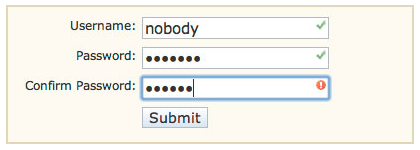 Username: nobody
Password: •••••••
Confirm Password: ••••••
Submit